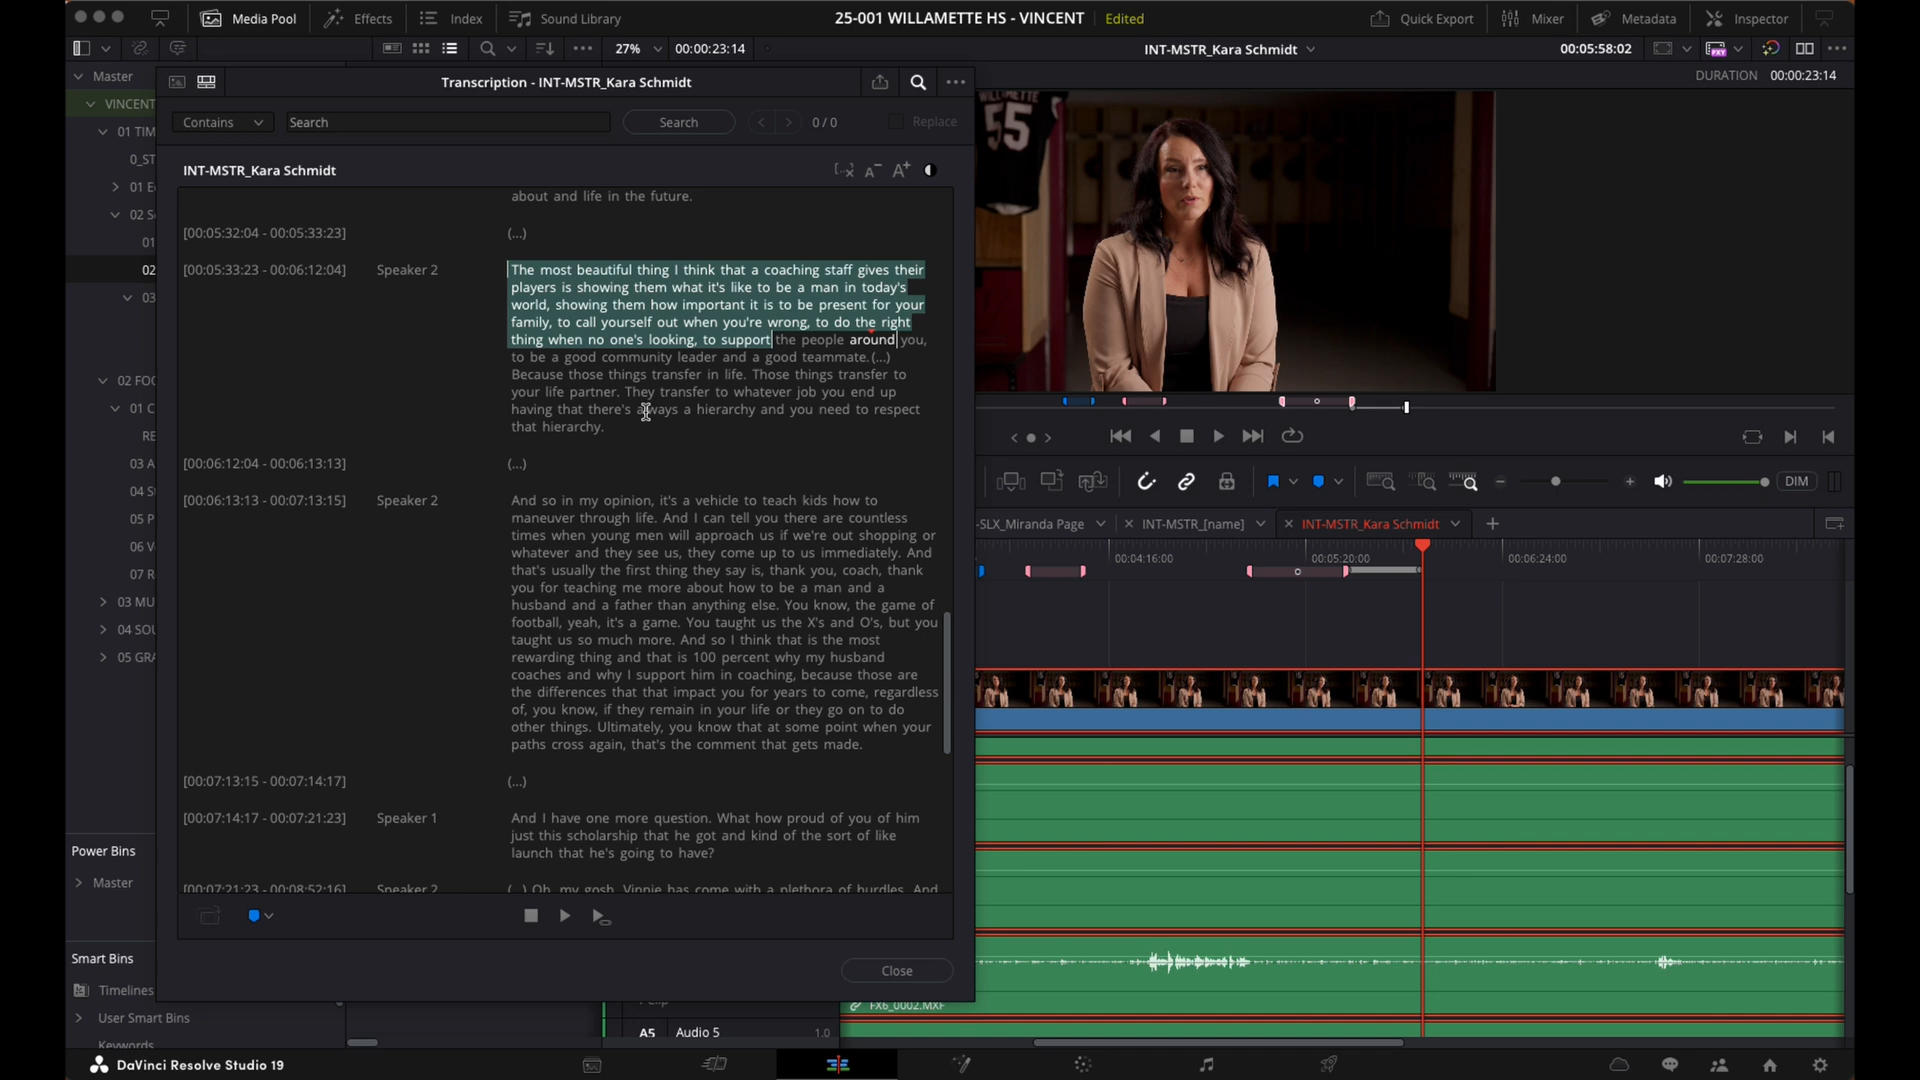 Media Pool
Effects
Index
Sound Library
25-001 WILLAMETTE HS - VINCENT
Edited
Quick Export
Mixer
Metadata
Inspector
27%
00:00:23:14
INT-MSTR_Kara Schmidt
00:05:58:02
Master
VINCENT
01 TIM
0_ST
01 E
02 S
01
02
03
02 FOO
01 C
RE
03 A
04 S
05 P
06 V
07 R
03 MU
04 SOU
05 GRA
Power Bins
Master
Smart Bins
Timelines
User Smart Bins
Keywords
Transcription - INT-MSTR_Kara Schmidt
Contains
Search
Search
0 / 0
Replace
INT-MSTR_Kara Schmidt
A-
A+
about and life in the future.
[00:05:32:04 - 00:05:33:23]
(...)
[00:05:33:23 - 00:06:12:04]
Speaker 2
The most beautiful thing I think that a coaching staff gives their
players is showing them what it's like to be a man in today's
world, showing them how important it is to be present for your
family, to call yourself out when you're wrong, to do the right
thing when no one's looking, to support the people around you,
to be a good community leader and a good teammate.(...)
Because those things transfer in life. Those things transfer to
your life partner. They transfer to whatever job you end up
having that there's always a hierarchy and you need to respect
that hierarchy.
[00:06:12:04 - 00:06:13:13]
(...)
[00:06:13:13 - 00:07:13:15]
Speaker 2
And so in my opinion, it's a vehicle to teach kids how to
maneuver through life. And I can tell you there are countless
times when young men will approach us if we're out shopping or
whatever and they see us, they come up to us immediately. And
that's usually the first thing they say is, thank you, coach, thank
you for teaching me more about how to be a man and a
husband and a father than anything else. You know, the game of
football, yeah, it's a game. You taught us the X's and O's, but you
taught us so much more. And so I think that is the most
rewarding thing and that is 100 percent why my husband
coaches and why I support him in coaching, because those are
the differences that that impact you for years to come, regardless
of, you know, if they remain in your life or they go on to do
other things. Ultimately, you know that at some point when your
paths cross again, that's the comment that gets made.
[00:07:13:15 - 00:07:14:17]
(...)
[00:07:14:17 - 00:07:21:23]
Speaker 1
And I have one more question. What how proud of you of him
just this scholarship that he got and kind of the sort of like
launch that he's going to have?
[00:07:21:23 - 00:08:52:16]
Speaker 2
(...) Oh, my gosh. Vinnie has come with a plethora of hurdles. And
Close
DURATION 00:00:23:14
WILLAMETTE
55
DIM
-SLX_Miranda Page
INT-MSTR_[name]
INT-MSTR_Kara Schmidt
00:04:16:00
00:05:20:00
00:06:24:00
00:07:28:00
FX6_0002.MXF
A5
Audio 5
1.0
DaVinci Resolve Studio 19